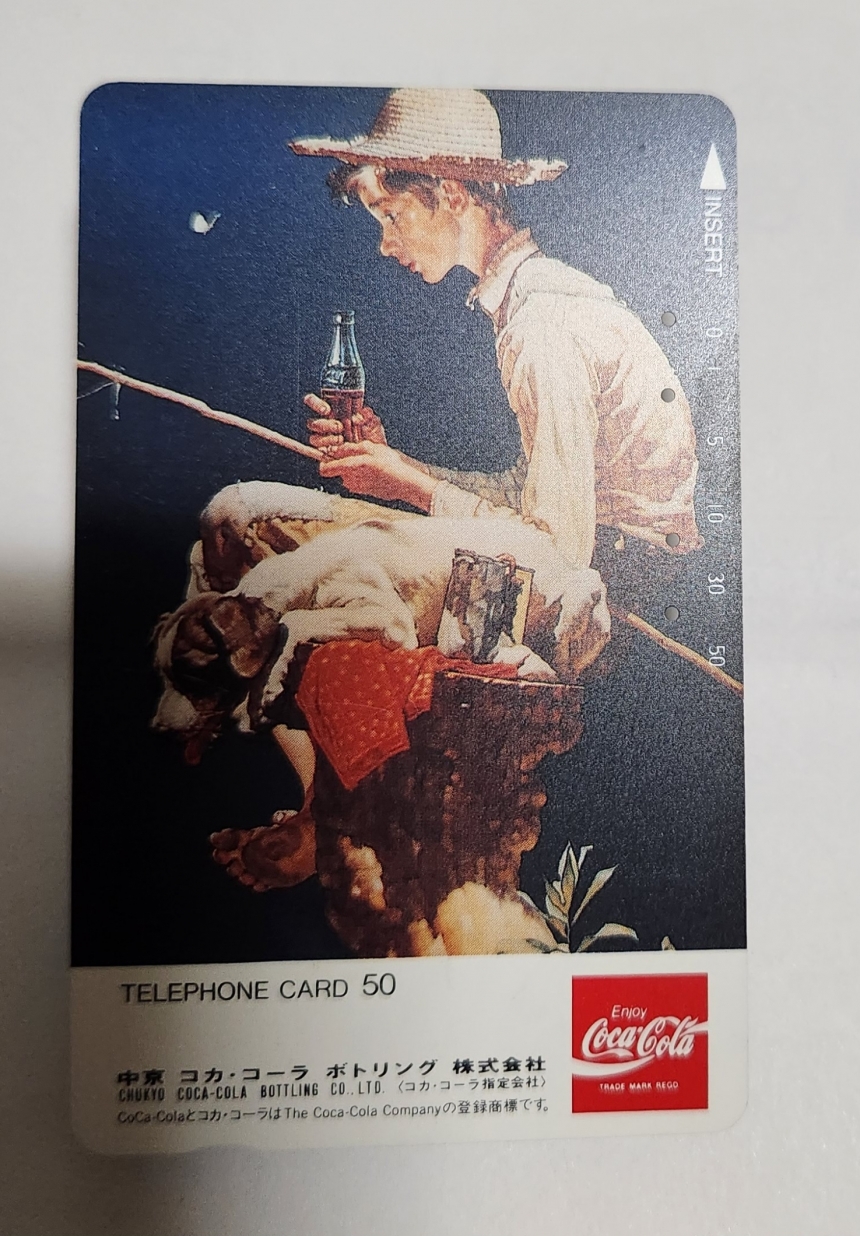 INSERT
0 1 5 10 30 50
TELEPHONE CARD 50
Enjoy
Coca-Cola
TRADE MARK REGD
中京 コカ・コーラ ボトリング 株式会社
CHUKYO COCA-COLA BOTTLING CO.,LTD.〈コカ・コーラ指定会社〉
CoCa-Colaとコカ・コーラはThe Coca-Cola Companyの登録商標です。